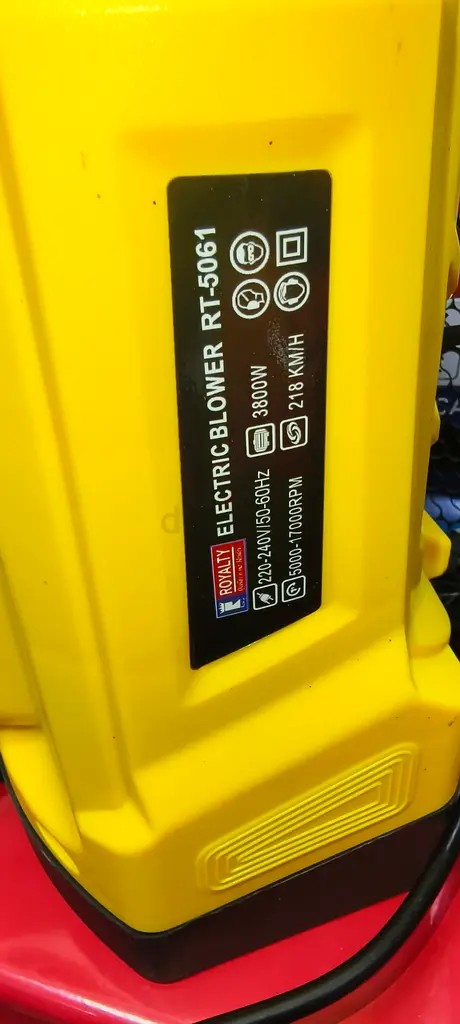 ROYALTY
ELECTRIC BLOWER RT-5061
220-240V/50-60Hz 3800W
5000-17000RPM 218 KM/H